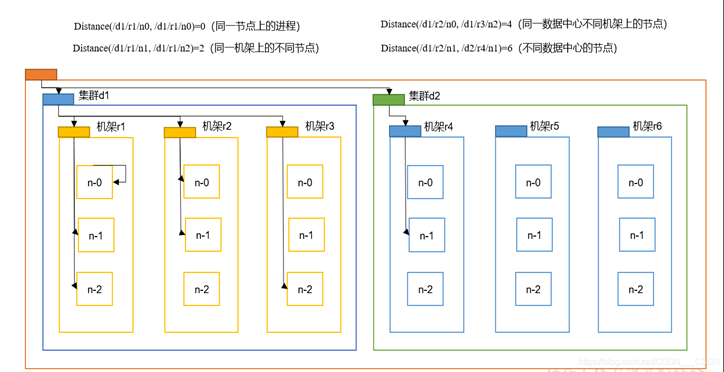 Distance(/d1/r1/n0, /d1/r1/n0)=0 (同一节点上的进程)
Distance(/d1/r2/n0, /d1/r3/n2)=4 (同一数据中心不同机架上的节点)
Distance(/d1/r1/n1, /d1/r1/n2)=2 (同一机架上的不同节点)
Distance(/d1/r2/n1, /d2/r4/n1)=6 (不同数据中心的节点)
集群d1
集群d2
机架r1
机架r2
机架r3
机架r4
机架r5
机架r6
n-0
n-0
n-0
n-0
n-0
n-0
n-1
n-1
n-1
n-1
n-1
n-1
n-2
n-2
n-2
n-2
n-2
n-2